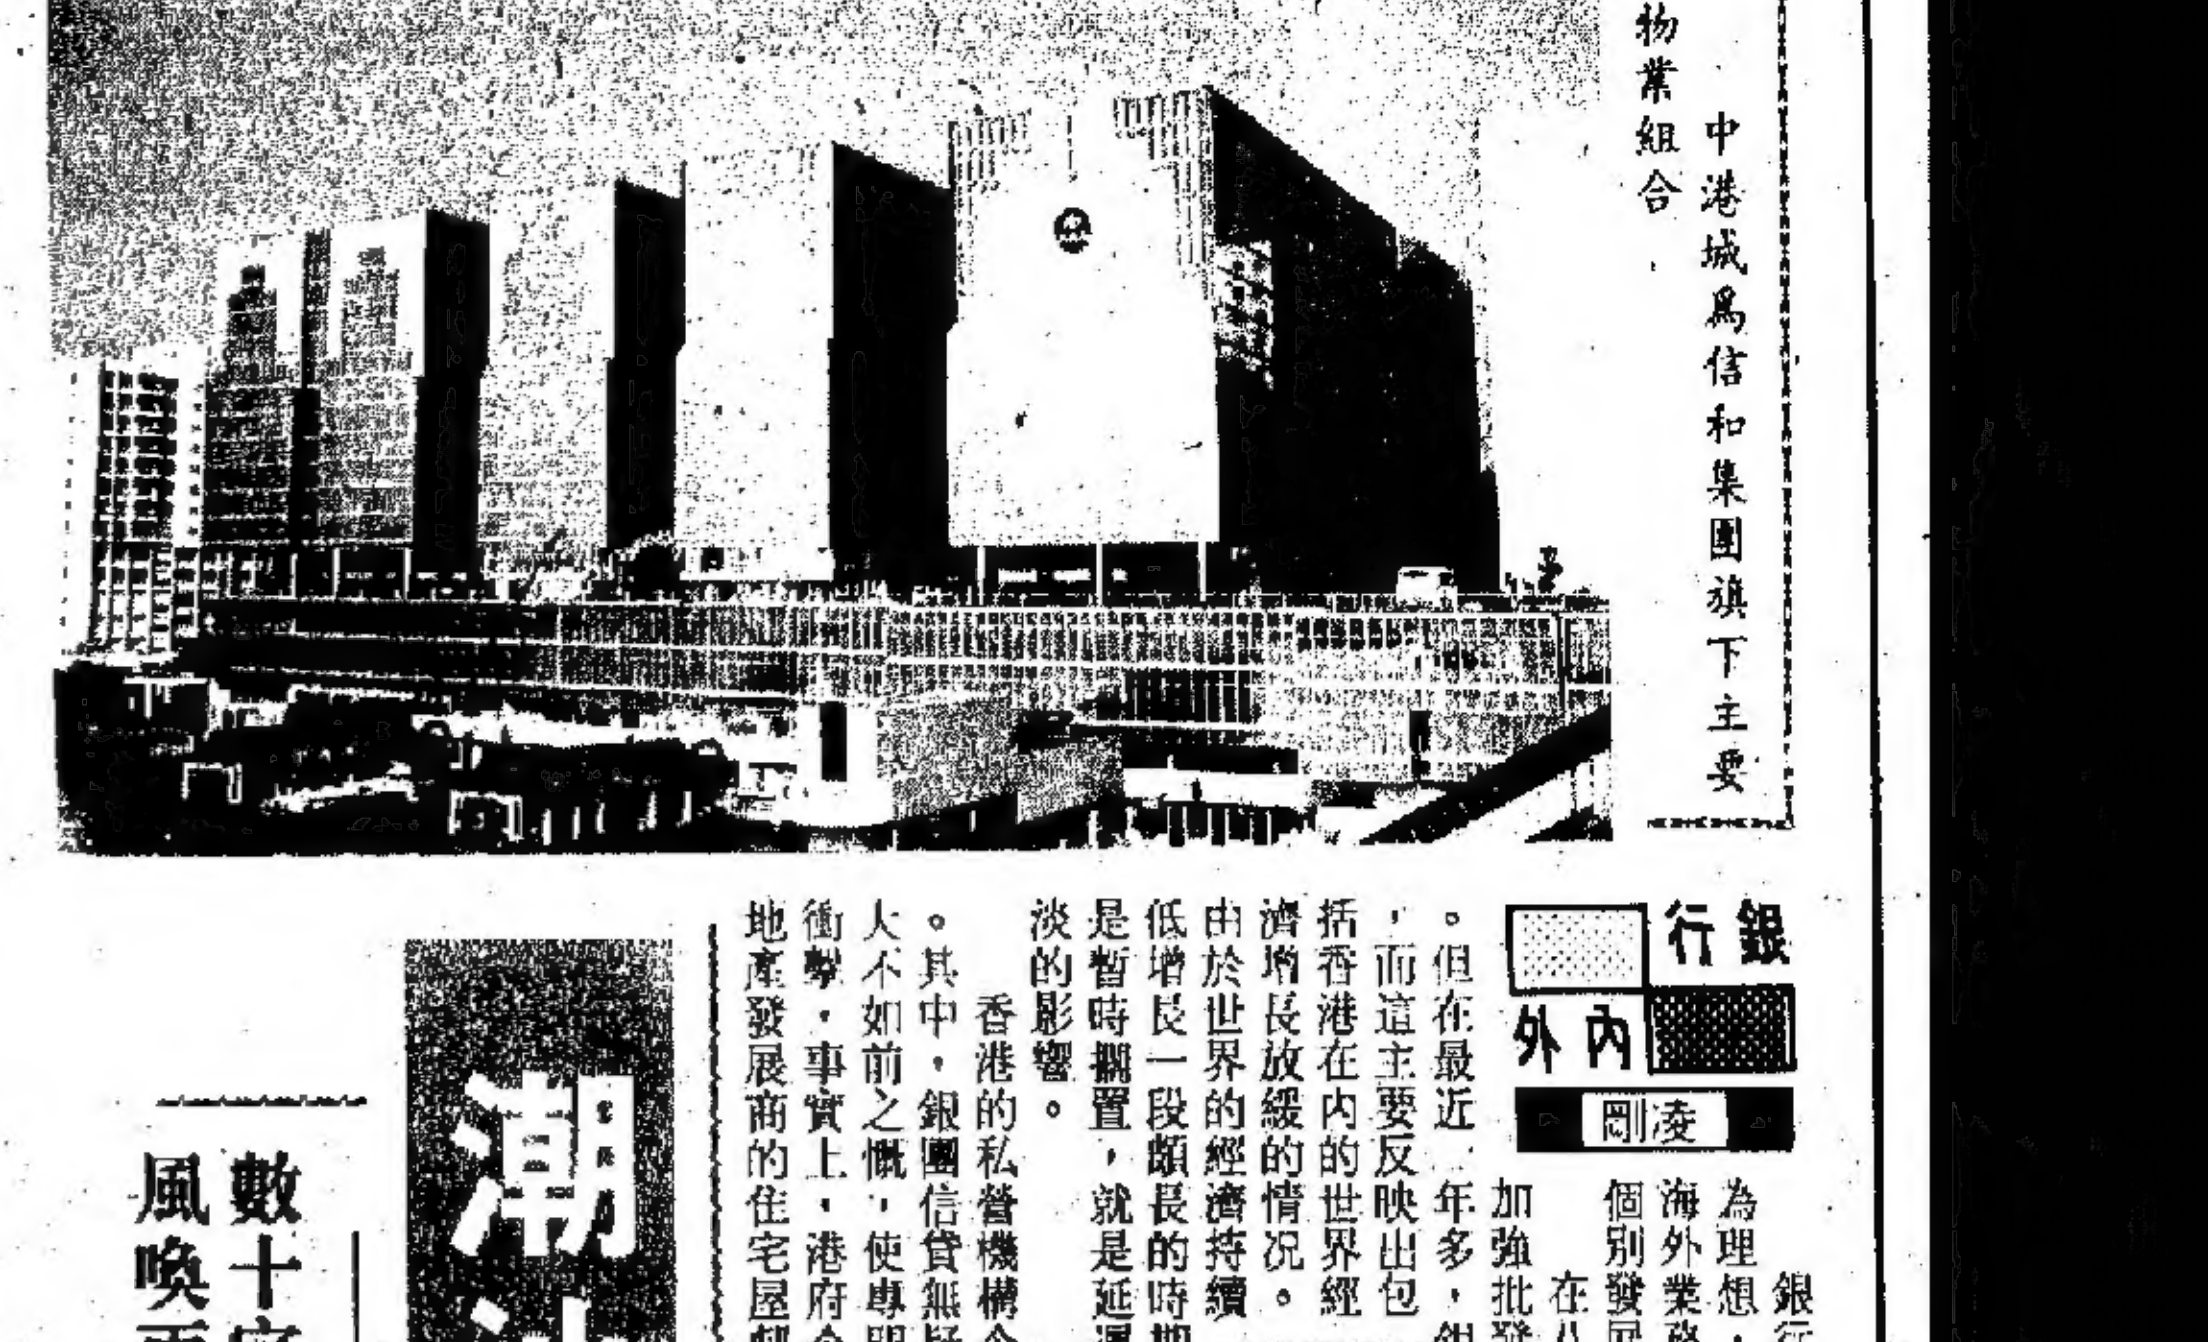 中港城爲信和集團旗下主要
物業組合
銀行
內外
凌剛
銀行
為理想，
海外業務
個別發展
在
加強批發
。但在最近　年多，銀
，而這主要反映出包
括香港在內的世界經
濟增長放緩的情況。
由於世界的經濟持續
低增長一段頗長的時期
是暫時擱置，就是延遲
淡的影響。
香港的私營機構
。其中，銀團信貸無疑
大不如前之慨，使專門
衝擊，事實上，港府
地產發展商的住宅屋
潮
數十
風喚